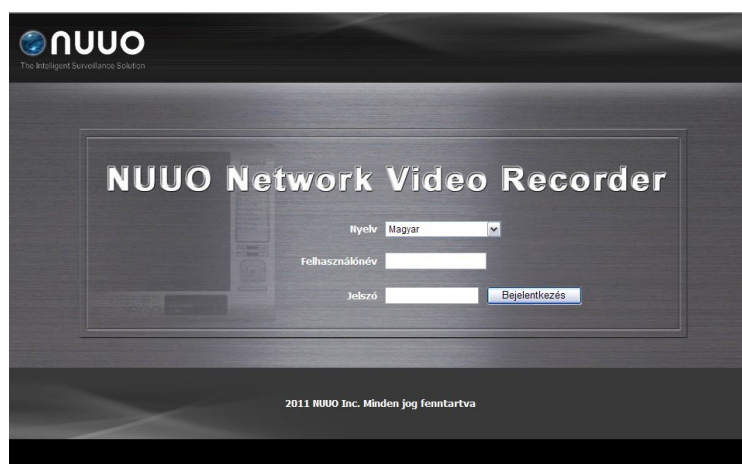 nuuo
The Intelligent Surveillance Solution
NUUO Network Video Recorder
Nyelv Magyar
Felhasználónév
Jelszó Bejelentkezés
2011 NUUO Inc. Minden jog fenntartva